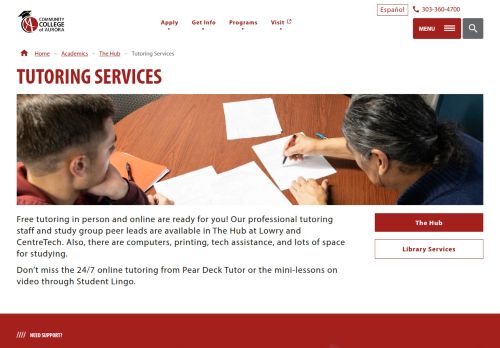 Español
303-360-4700
COMMUNITY
COLLEGE
of AURORA
Apply
Get Info
Programs
Visit
MENU
Home – Academics – The Hub – Tutoring Services
TUTORING SERVICES
Free tutoring in person and online are ready for you! Our professional tutoring
staff and study group peer leads are available in The Hub at Lowry and
CentreTech. Also, there are computers, printing, tech assistance, and lots of space
for studying.
Don't miss the 24/7 online tutoring from Pear Deck Tutor or the mini-lessons on
video through Student Lingo.
The Hub
Library Services
//// NEED SUPPORT?